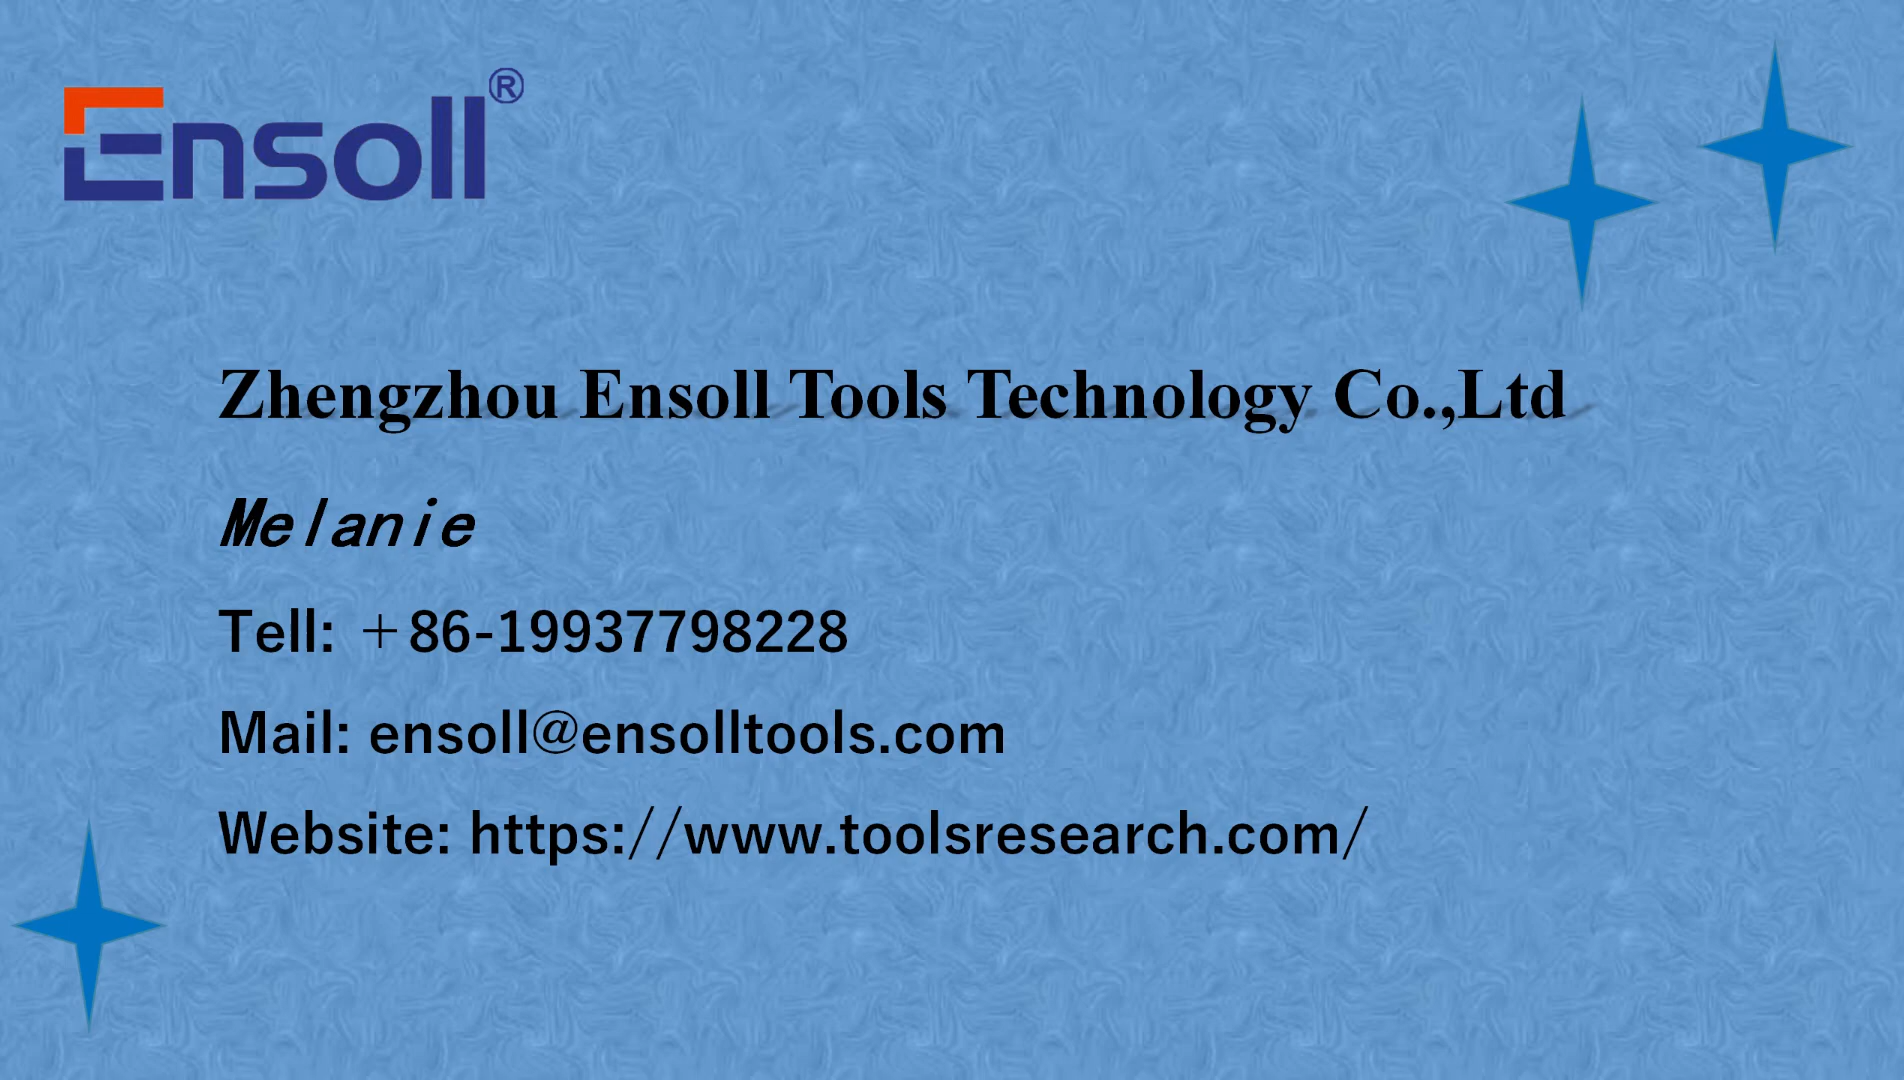 Ensoll®
Zhengzhou Ensoll Tools Technology Co.,Ltd
Melanie
Tell: +86-19937798228
Mail: ensoll@ensolltools.com
Website: https://www.toolsresearch.com/